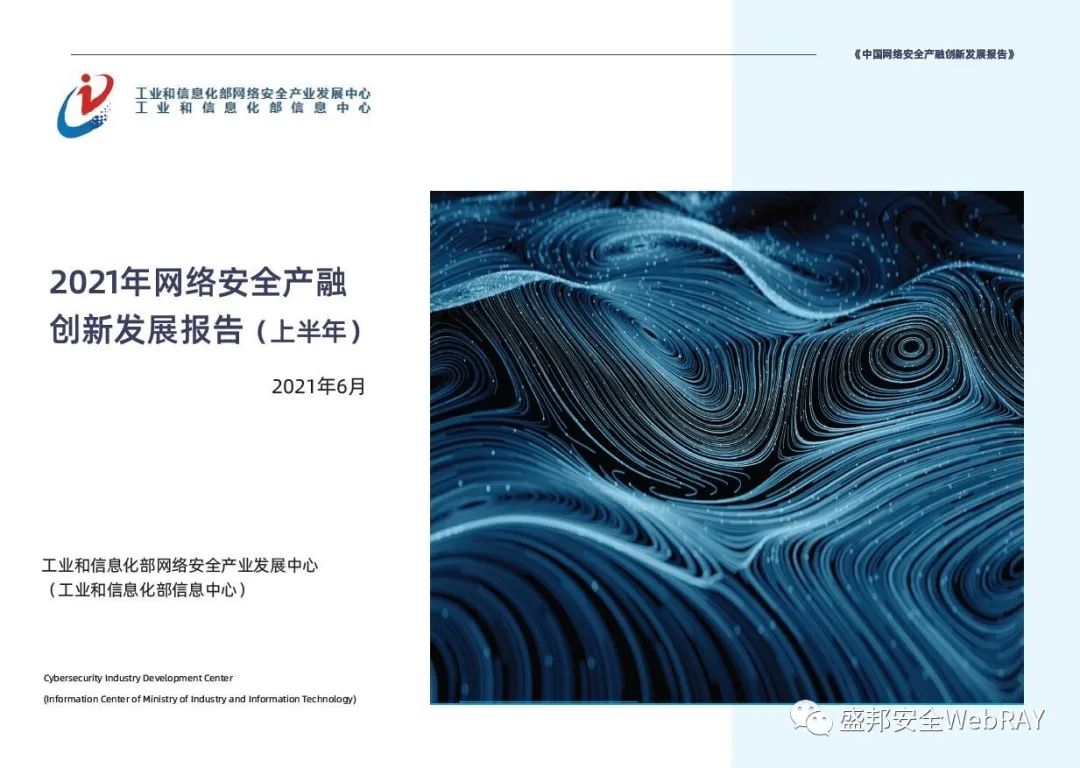 《中国网络安全产融创新发展报告》
工业和信息化部网络安全产业发展中心
工业和信息化部信息中心
2021年网络安全产融
创新发展报告（上半年）
2021年6月
工业和信息化部网络安全产业发展中心
（工业和信息化部信息中心）
Cybersecurity Industry Development Center
(Information Center of Ministry of Industry and Information Technology)
盛邦安全WebRAY